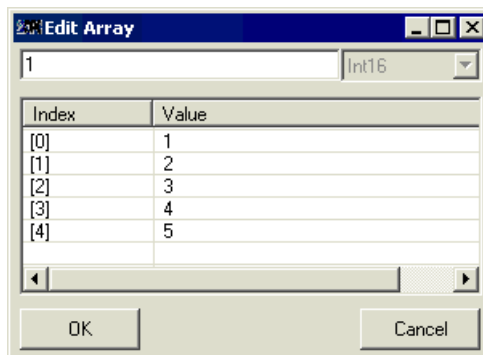 Edit Array
1 Int16
Index Value
[0] 1
[1] 2
[2] 3
[3] 4
[4] 5
OK Cancel